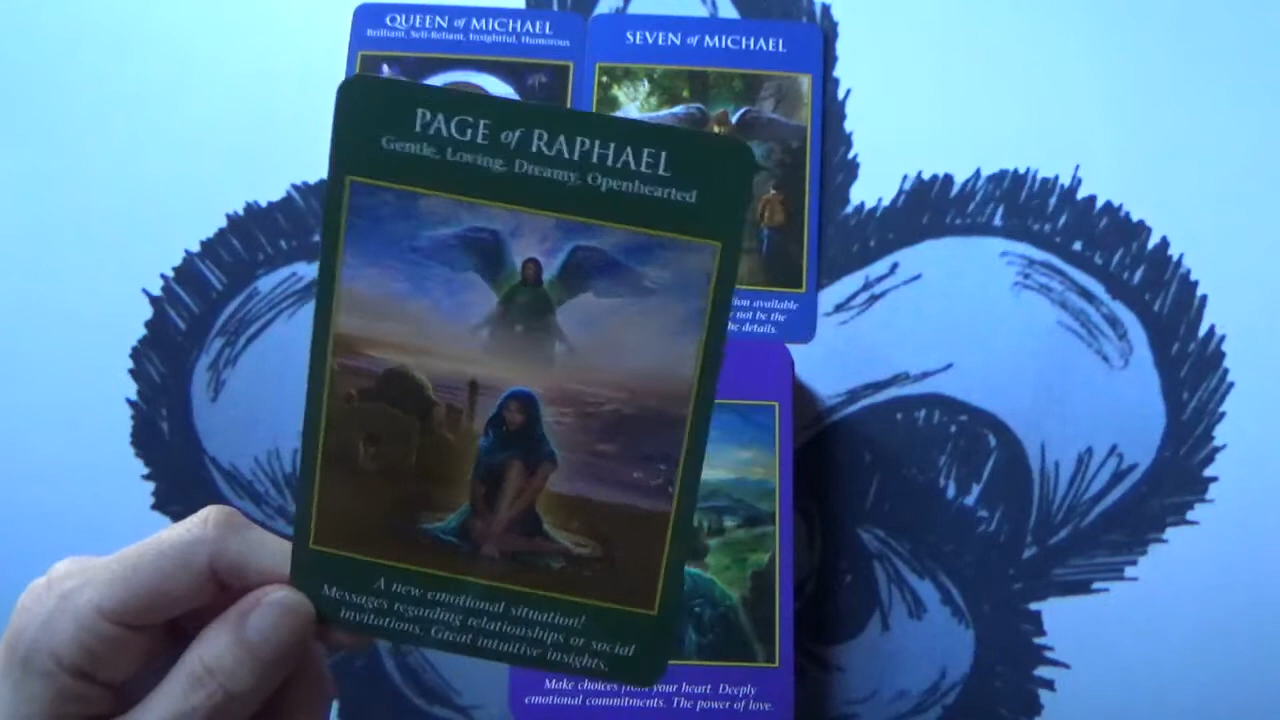 QUEEN of MICHAEL
Brilliant, Self-Reliant, Insightful, Humorous
SEVEN of MICHAEL
PAGE of RAPHAEL
Gentle, Loving, Dreamy, Openhearted
available
not be the
details.
A new emotional situation!
Messages regarding relationships or social
invitations. Great intuitive insights.
Make choices from your heart. Deeply
emotional commitments. The power of love.